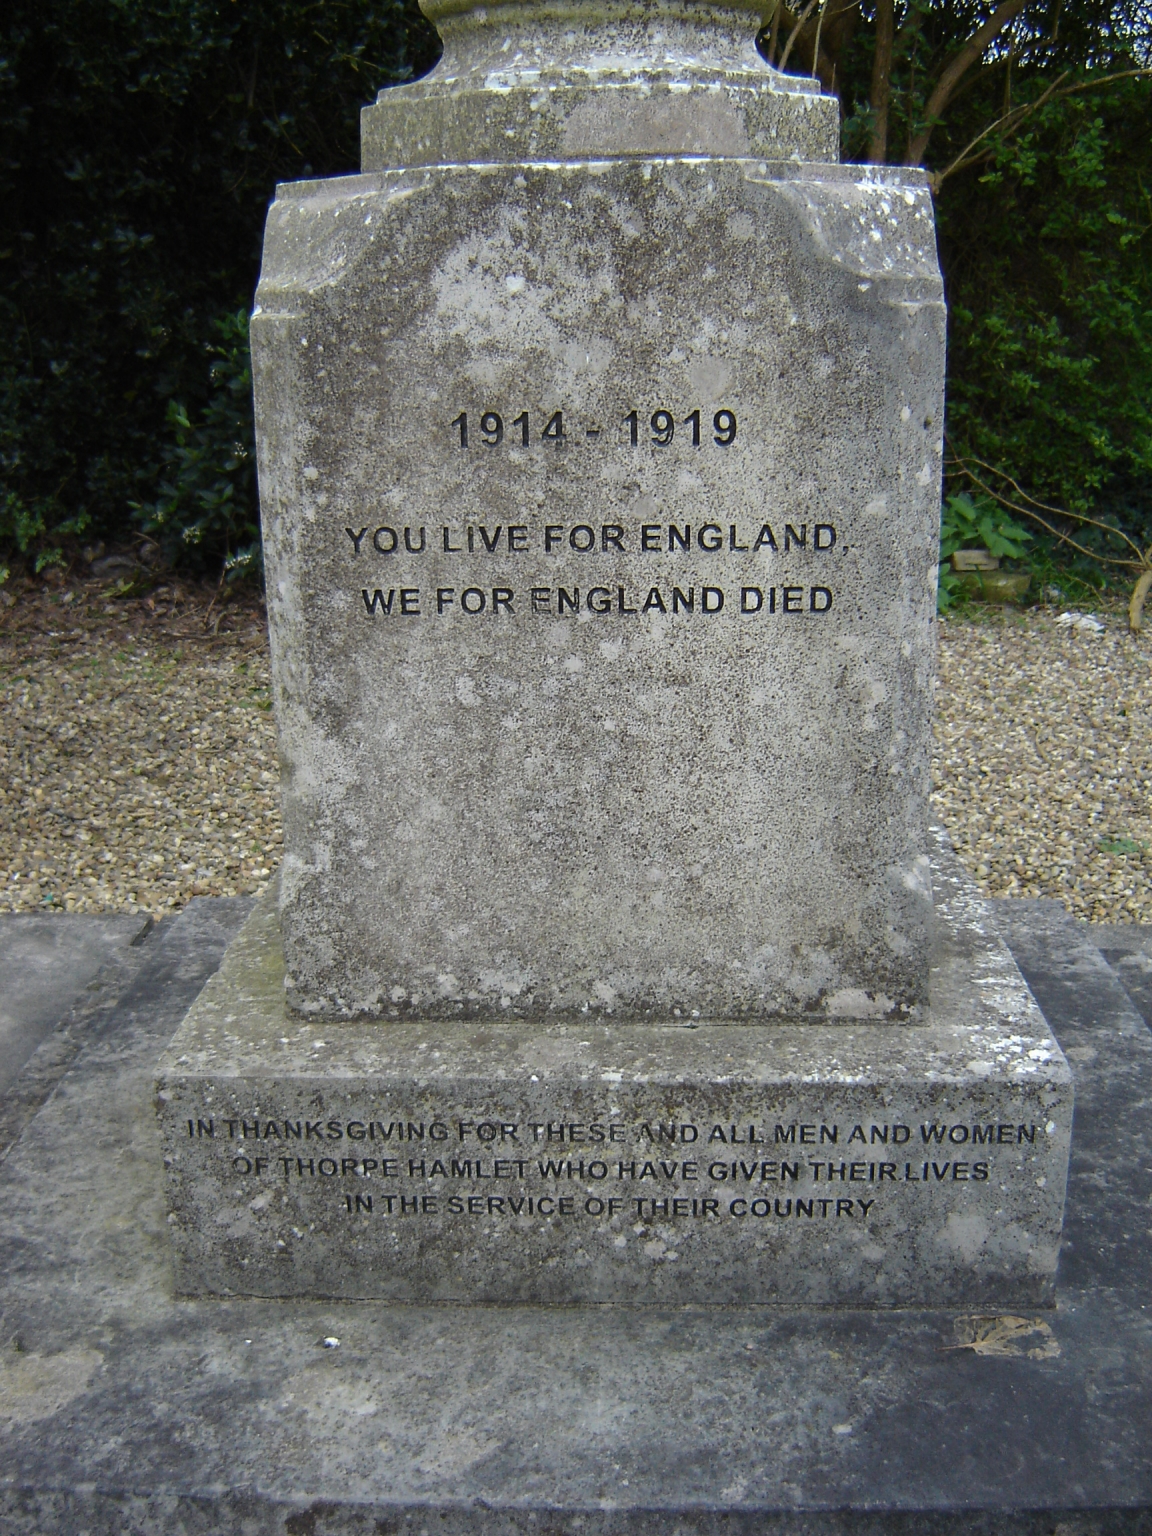 1914 - 1919
YOU LIVE FOR ENGLAND,
WE FOR ENGLAND DIED
IN THANKSGIVING FOR THESE AND ALL MEN AND WOMEN
OF THORPE HAMLET WHO HAVE GIVEN THEIR LIVES
IN THE SERVICE OF THEIR COUNTRY